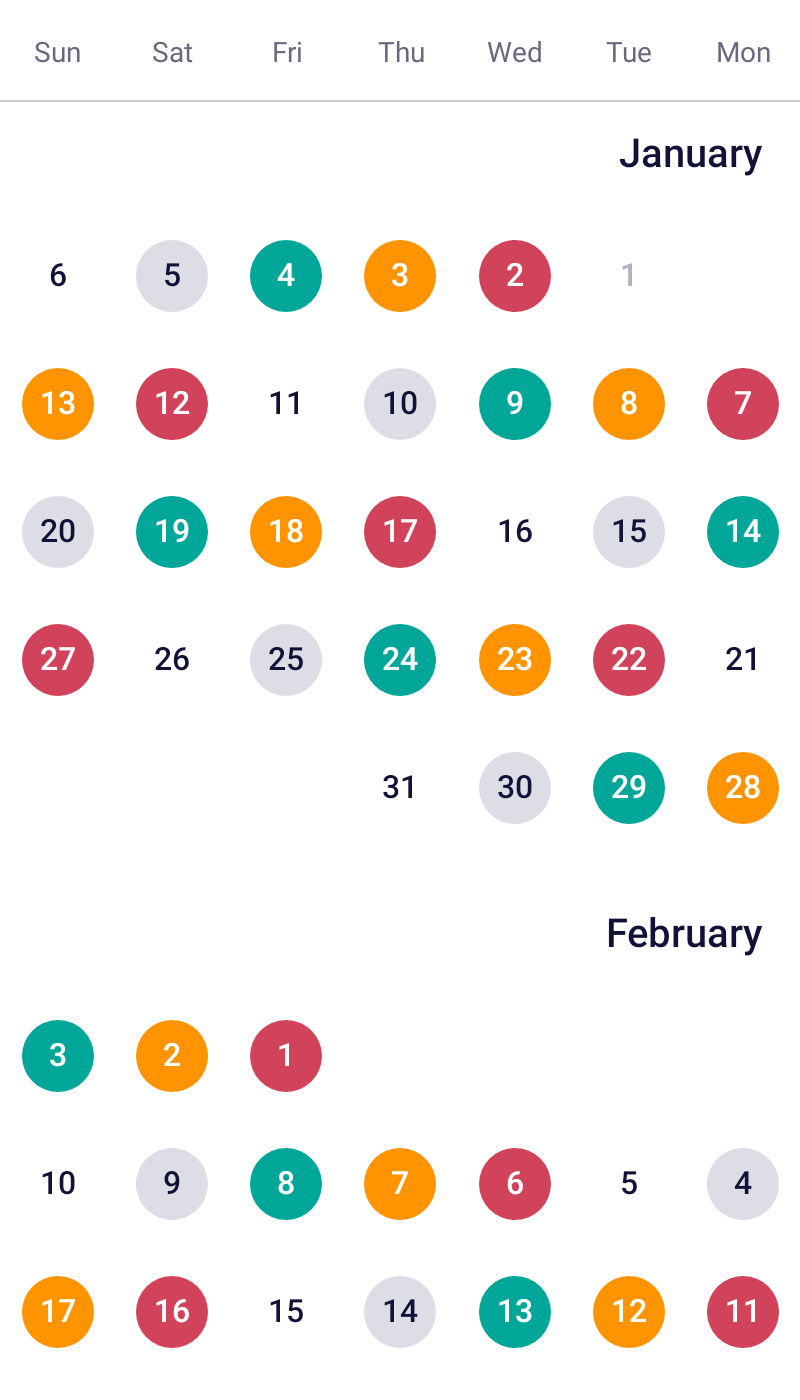 Sun Sat Fri Thu Wed Tue Mon
January
6 5 4 3 2 1
13 12 11 10 9 8 7
20 19 18 17 16 15 14
27 26 25 24 23 22 21
31 30 29 28
February
3 2 1
10 9 8 7 6 5 4
17 16 15 14 13 12 11